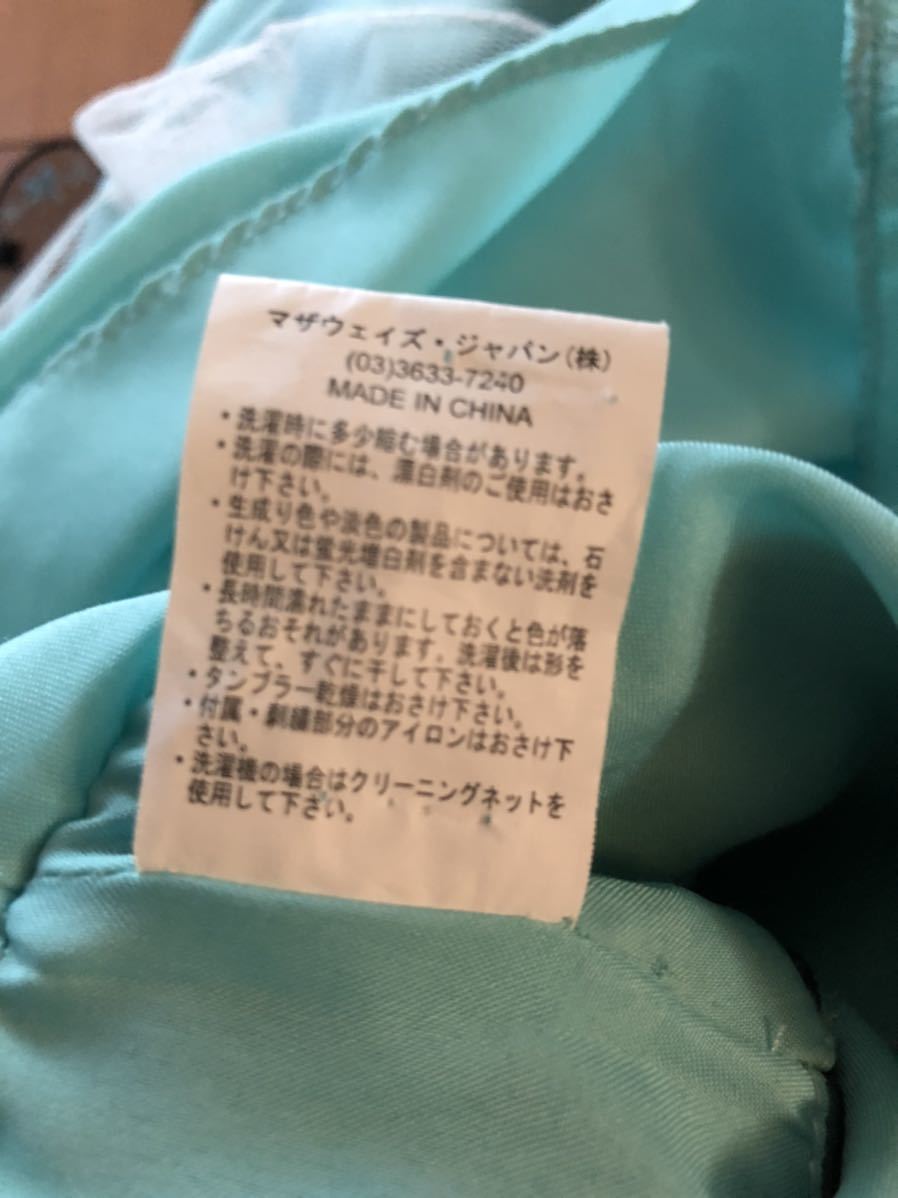 マザウェイズ・ジャパン(株)
(03)3633-7240
MADE IN CHINA
・洗濯時に多少縮む場合があります。
・洗濯の際には、漂白剤のご使用はおさ
け下さい。
・生成り色や淡色の製品については、石
けん又は蛍光増白剤を含まない洗剤を
使用して下さい。
・長時間濡れたままにしておくと色が落
ちるおそれがあります。洗濯後は形を
整えて、すぐに干して下さい。
・タンブラー乾燥はおさけ下さい。
・付属・刺繍部分のアイロンはおさけ下
さい。
・洗濯機の場合はクリーニングネットを
使用して下さい。